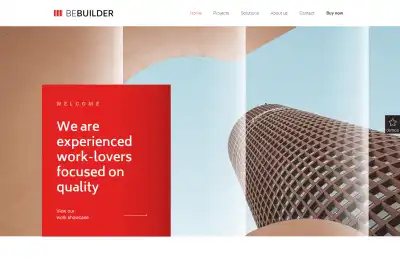 BEBUILDER
Home
Projects
Solutions
About us
Contact
Buy now
WELCOME
We are
experienced
work-lovers
focused on
quality
View our
work showcase